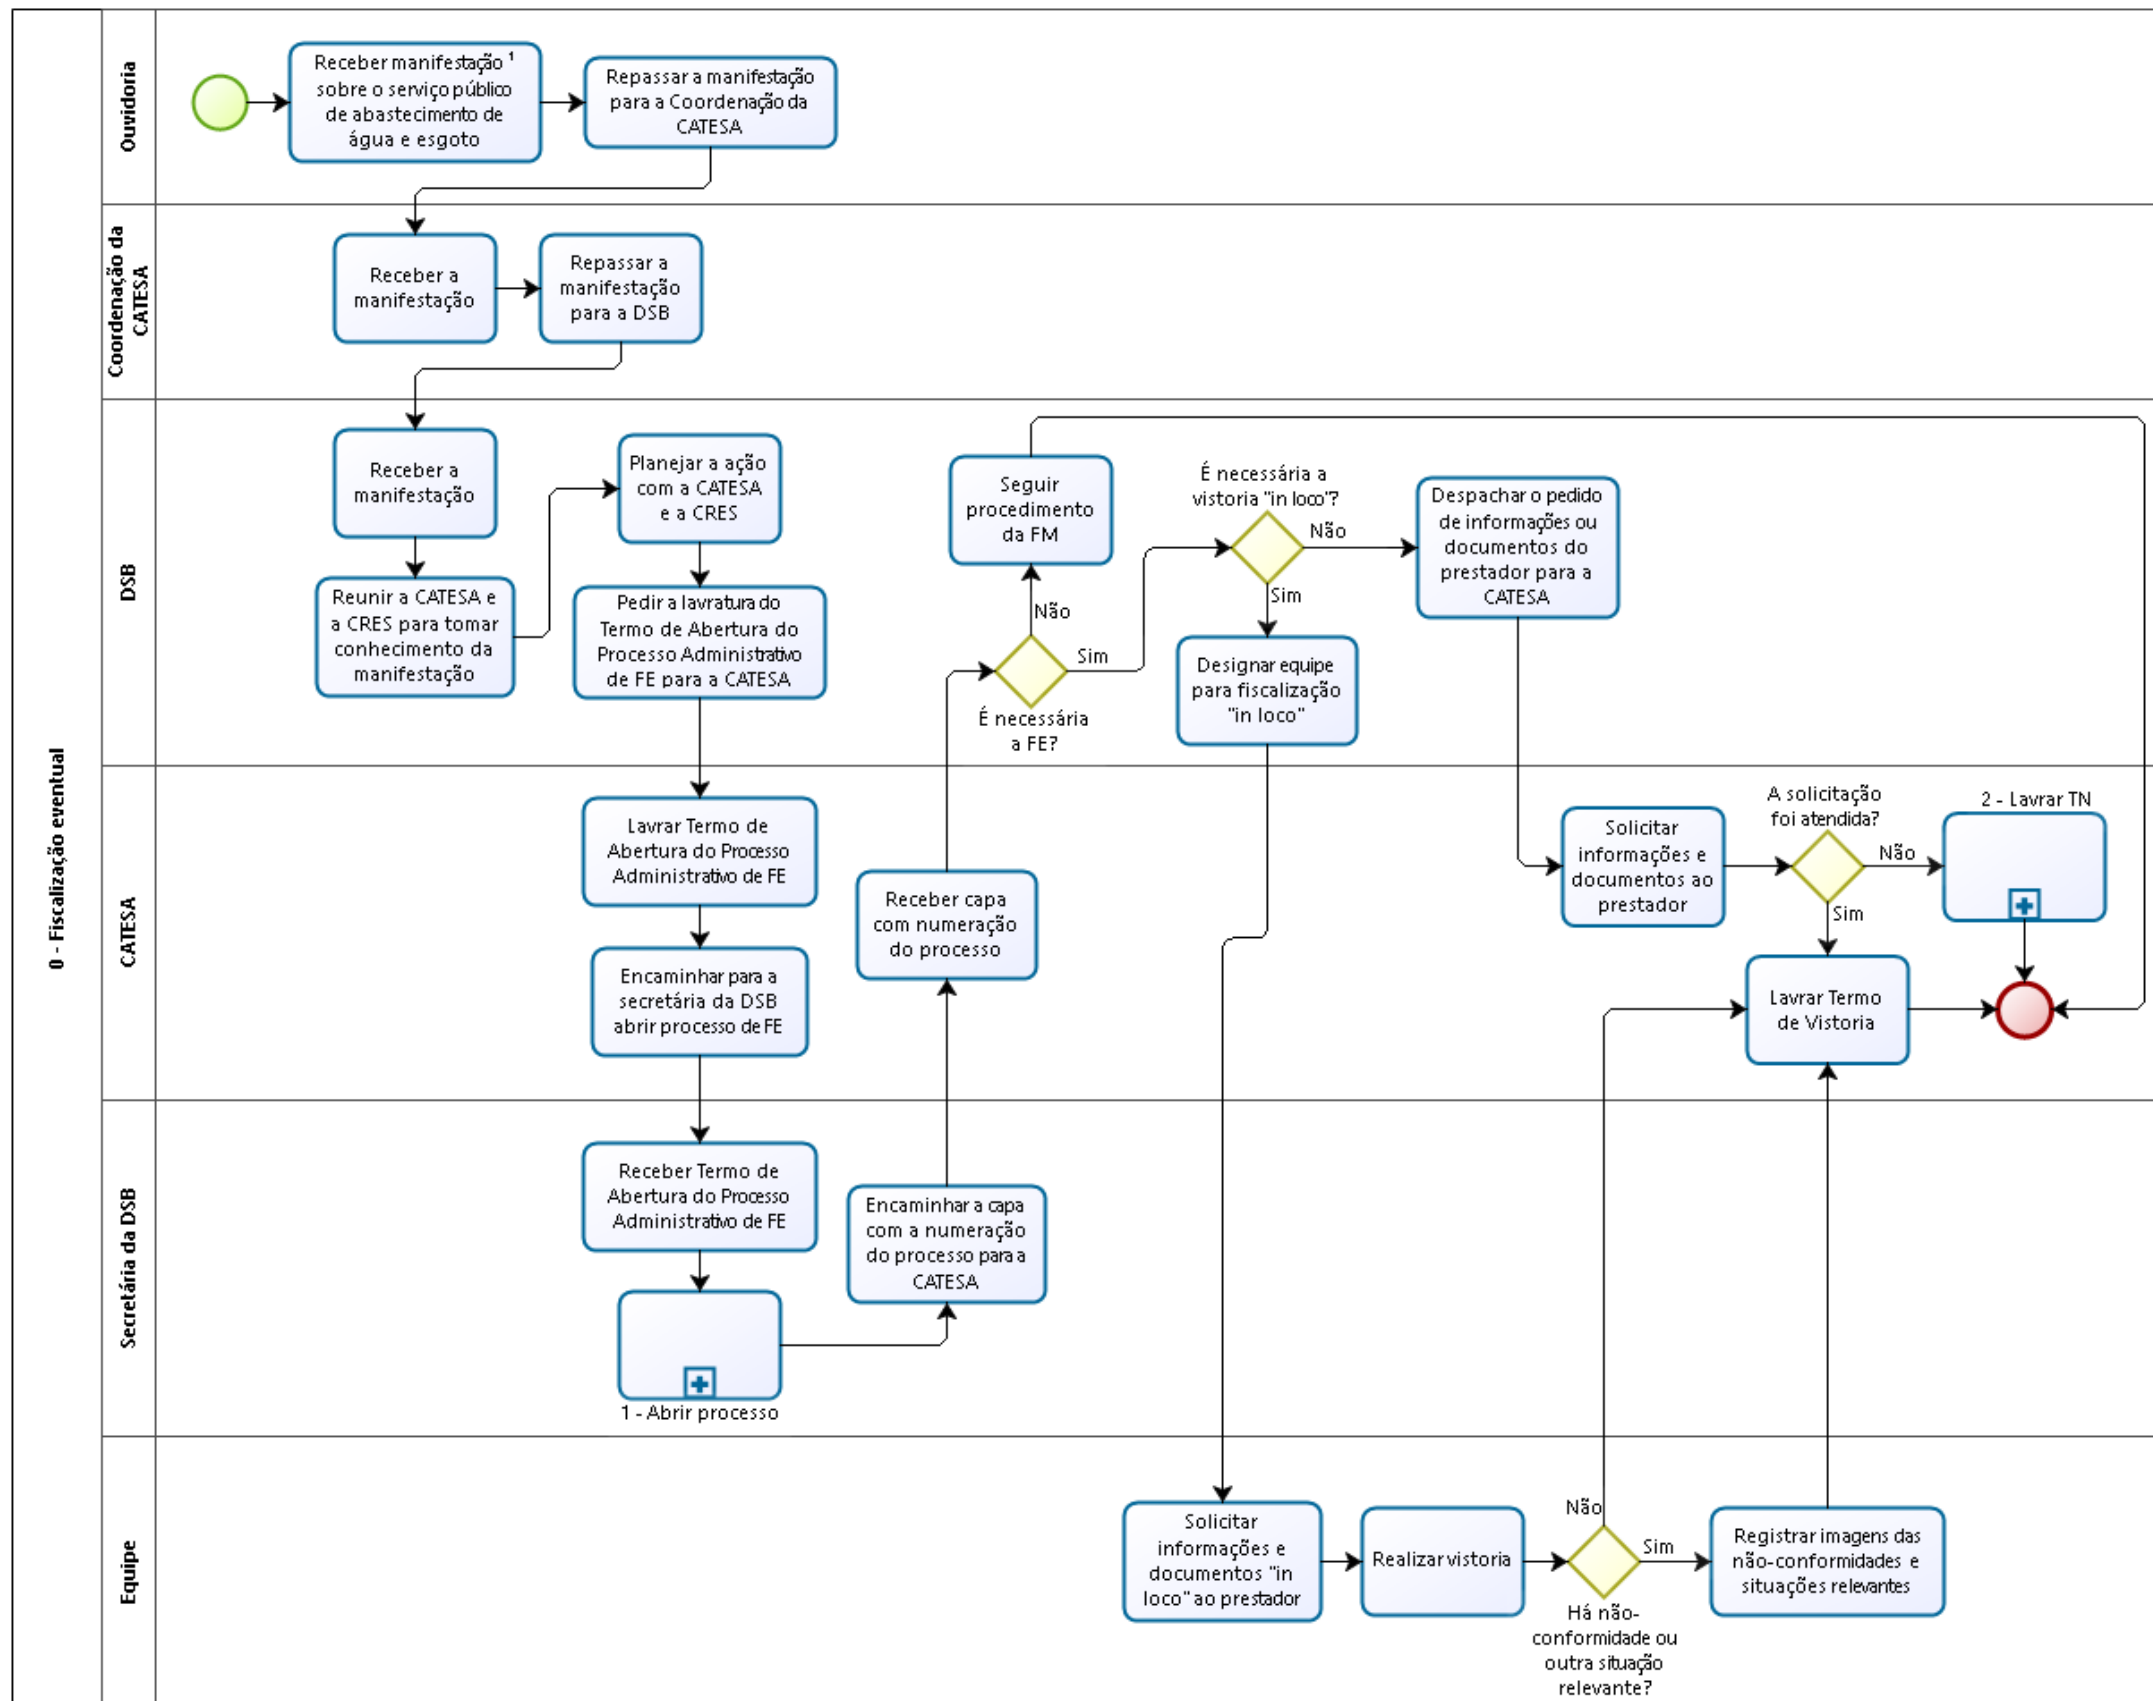 0 - Fiscalização eventual
Ouvidoria
Receber manifestação ¹
sobre o serviço público
de abastecimento de
água e esgoto
Repassar a manifestação
para a Coordenação da
CATESA
Coordenação da
CATESA
Receber a
manifestação
Repassar a
manifestação
para a DSB
DSB
Receber a
manifestação
Reunir a CATESA e
a CRES para tomar
conhecimento da
manifestação
Planejar a ação
com a CATESA
e a CRES
Pedir a lavratura do
Termo de Abertura do
Processo Administrativo
de FE para a CATESA
Seguir
procedimento
da FM
Não
Sim
É necessária
a FE?
É necessária a
vistoria "in loco"?
Não
Sim
Designar equipe
para fiscalização
"in loco"
Despachar o pedido
de informações ou
documentos do
prestador para a
CATESA
CATESA
Lavrar Termo de
Abertura do Processo
Administrativo de FE
Encaminhar para a
secretária da DSB
abrir processo de FE
Receber capa
com numeração
do processo
Solicitar
informações e
documentos ao
prestador
A solicitação
foi atendida?
Não
Sim
2 - Lavrar TN
Lavrar Termo
de Vistoria
Secretária da DSB
Receber Termo de
Abertura do Processo
Administrativo de FE
1 - Abrir processo
Encaminhar a capa
com a numeração
do processo para a
CATESA
Equipe
Solicitar
informações e
documentos "in
loco" ao prestador
Realizar vistoria
Não
Sim
Há não-
conformidade ou
outra situação
relevante?
Registrar imagens das
não-conformidades e
situações relevantes